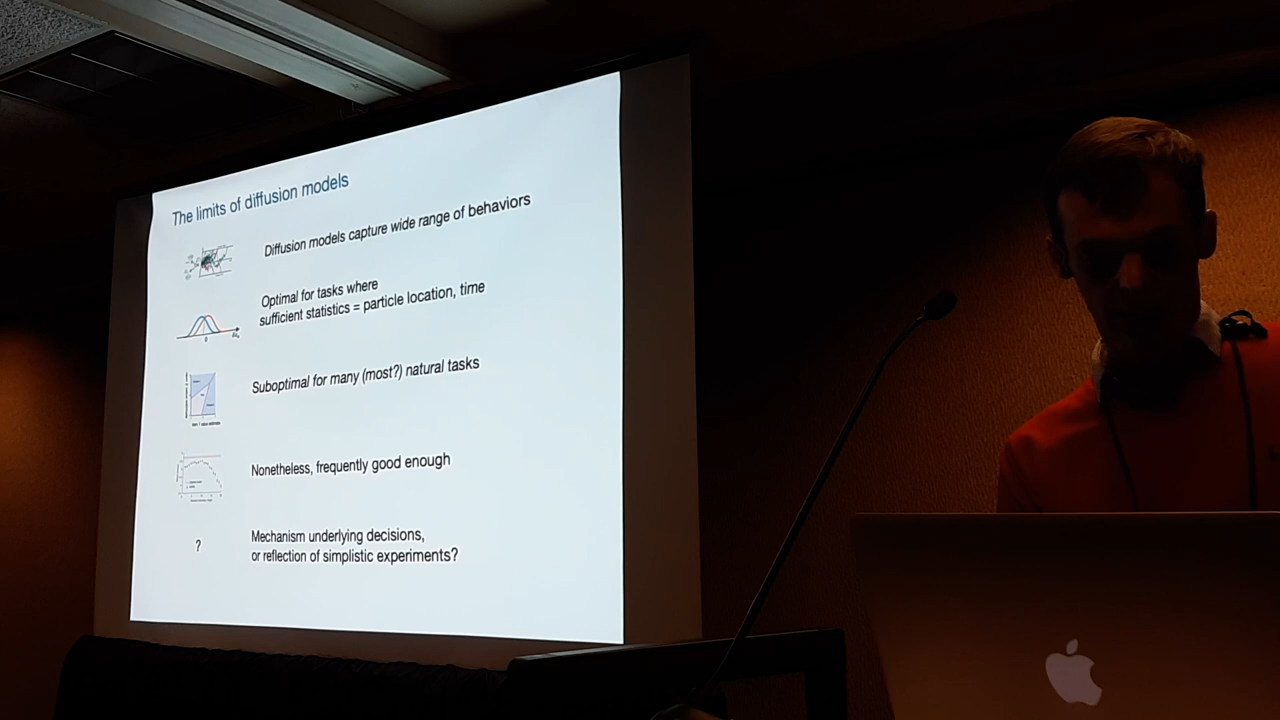 The limits of diffusion models
Diffusion models capture wide range of behaviors
Optimal for tasks where
sufficient statistics = particle location, time
Suboptimal for many (most?) natural tasks
Nonetheless, frequently good enough
?
Mechanism underlying decisions,
or reflection of simplistic experiments?